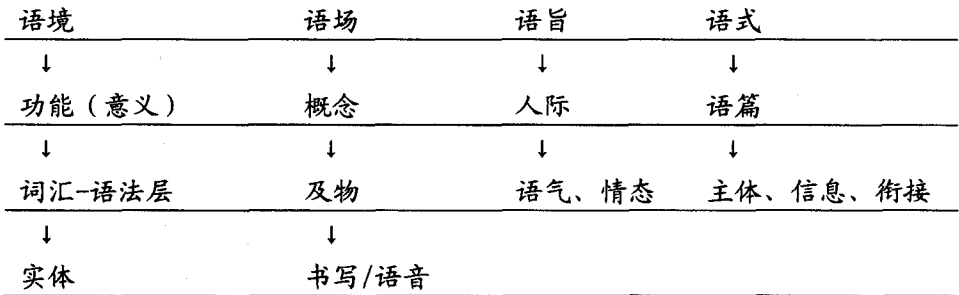 语境 语场 语旨 语式
↓ ↓ ↓ ↓
功能（意义） 概念 人际 语篇
↓ ↓ ↓ ↓
词汇-语法层 及物 语气、情态 主体、信息、衔接
↓ ↓
实体 书写/语音